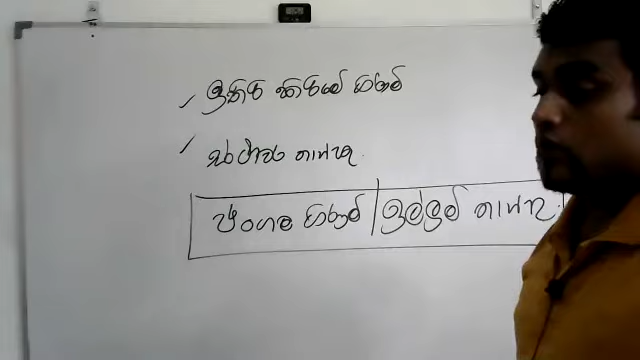 ඉතිරි කිරීමේ ගිණුම්
ස්ථාවර තැන්පතු
ජංගම ගිණුම් ඉල්ලුම් තැන්පතු